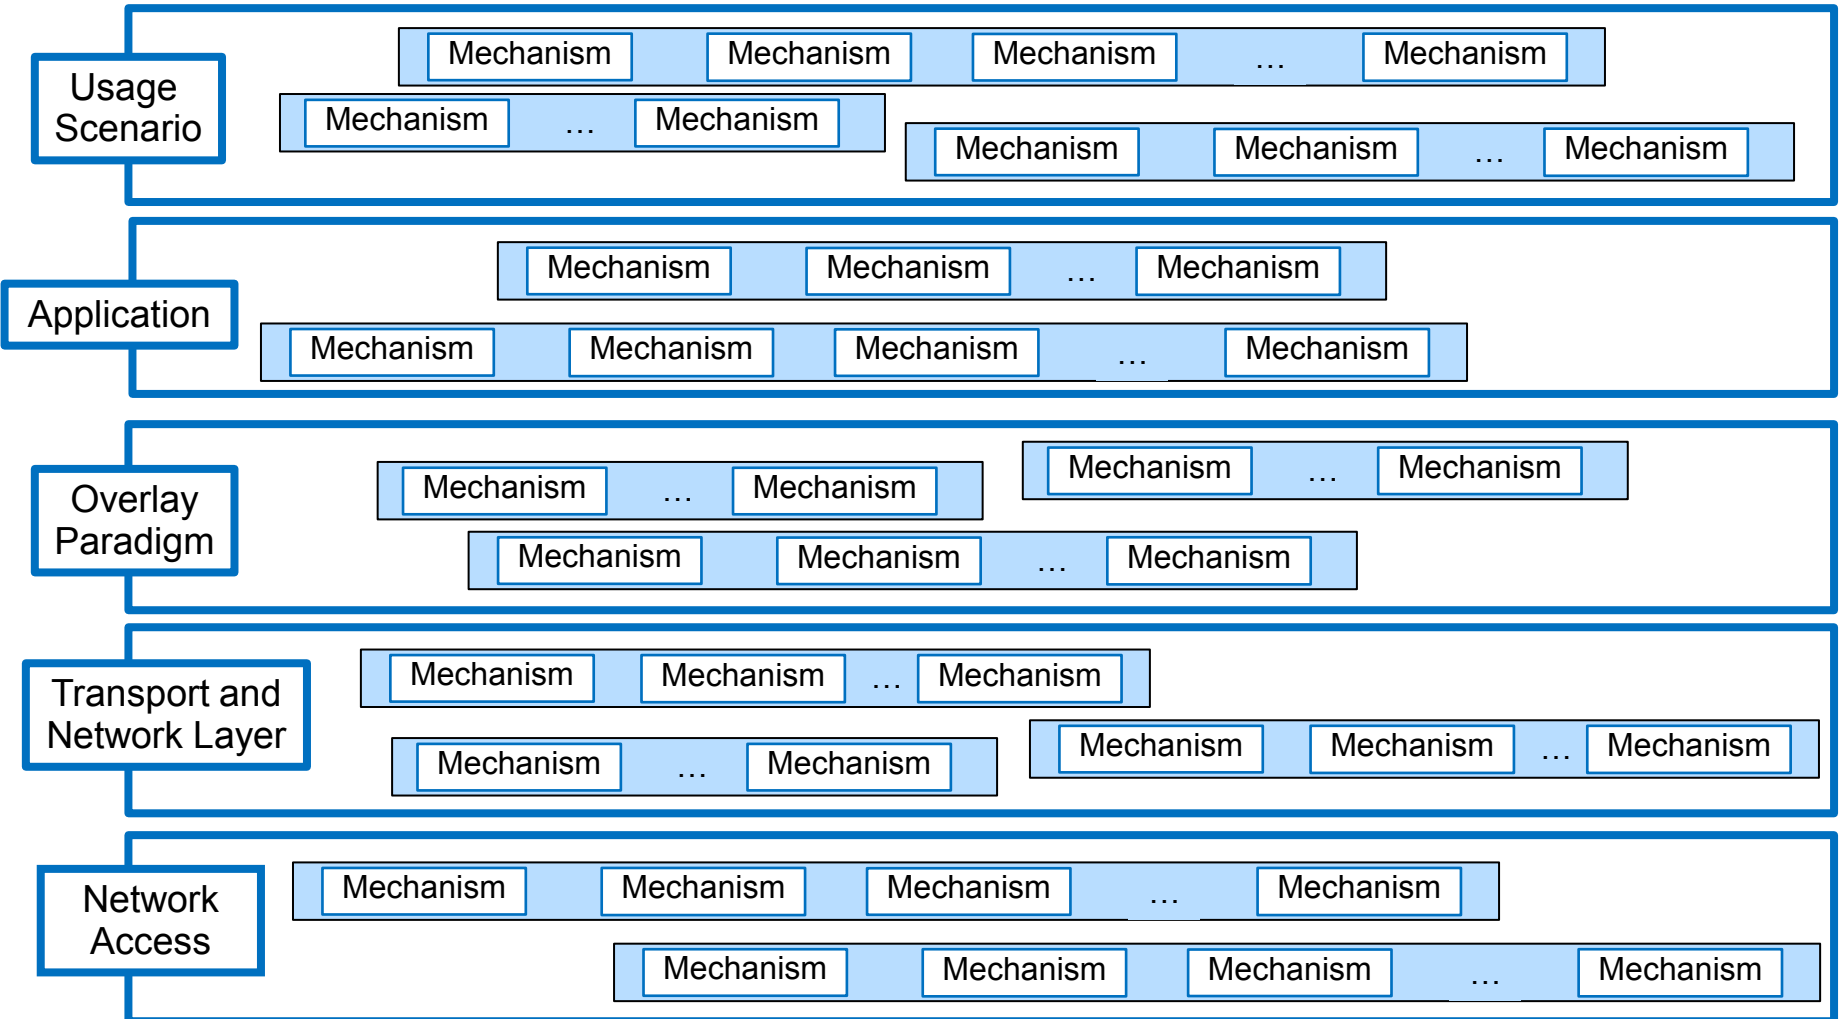 Usage
Scenario
Mechanism Mechanism Mechanism … Mechanism
Mechanism … Mechanism
Mechanism Mechanism … Mechanism
Application
Mechanism Mechanism … Mechanism
Mechanism Mechanism Mechanism … Mechanism
Overlay
Paradigm
Mechanism … Mechanism
Mechanism … Mechanism
Mechanism Mechanism … Mechanism
Transport and
Network Layer
Mechanism Mechanism … Mechanism
Mechanism Mechanism … Mechanism
Mechanism … Mechanism
Network
Access
Mechanism Mechanism Mechanism … Mechanism
Mechanism Mechanism Mechanism … Mechanism